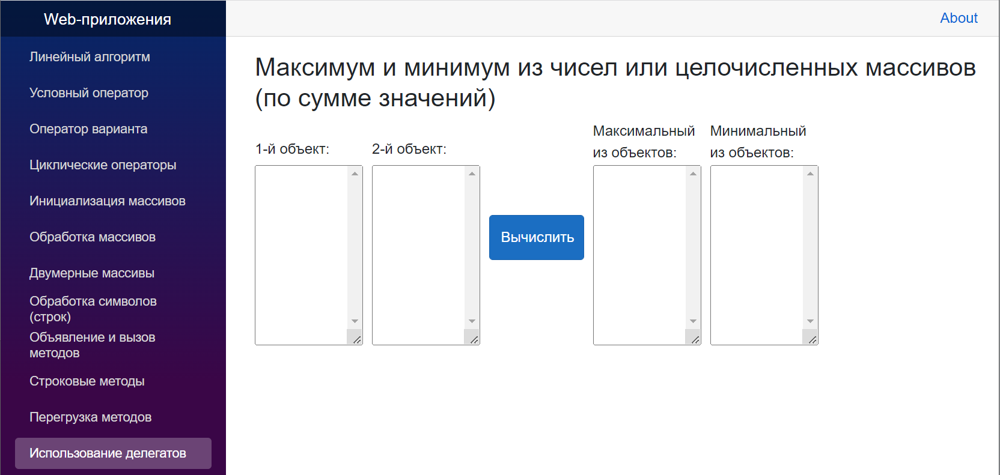 Web-приложения
About
Линейный алгоритм
Условный оператор
Оператор варианта
Циклические операторы
Инициализация массивов
Обработка массивов
Двумерные массивы
Обработка символов
(строк)
Объявление и вызов
методов
Строковые методы
Перегрузка методов
Использование делегатов
Максимум и минимум из чисел или целочисленных массивов
(по сумме значений)
1-й объект:
2-й объект:
Вычислить
Максимальный
из объектов:
Минимальный
из объектов: